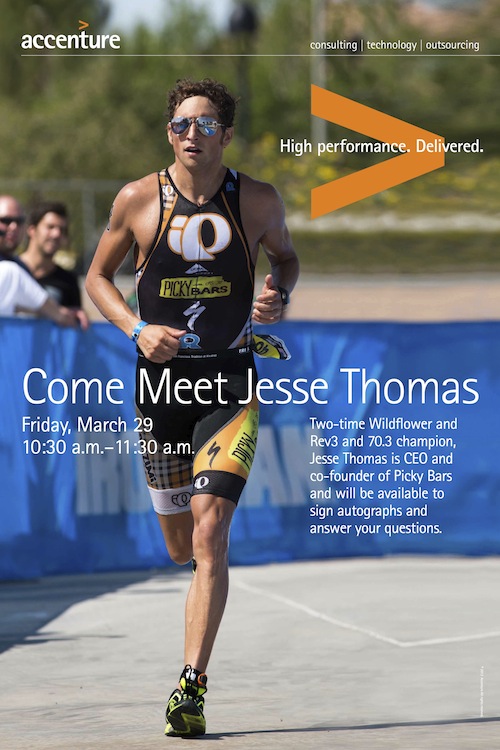 accenture
consulting | technology | outsourcing
High performance. Delivered.
iQ
PICKY BARS
Come Meet Jesse Thomas
Friday, March 29
10:30 a.m.–11:30 a.m.
Two-time Wildflower and
Rev3 and 70.3 champion,
Jesse Thomas is CEO and
co-founder of Picky Bars
and will be available to
sign autographs and
answer your questions.